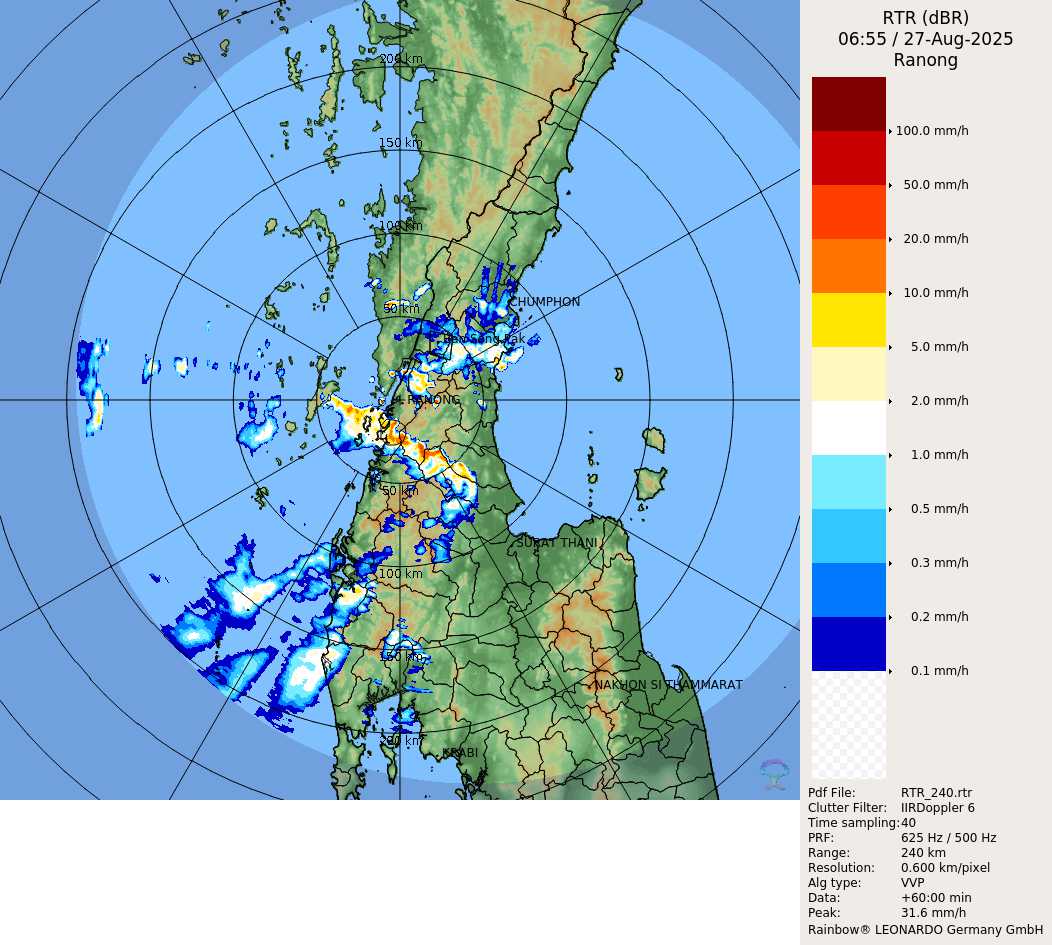 RTR (dBR)
06:55 / 27-Aug-2025
Ranong
100.0 mm/h
50.0 mm/h
20.0 mm/h
10.0 mm/h
5.0 mm/h
2.0 mm/h
1.0 mm/h
0.5 mm/h
0.3 mm/h
0.2 mm/h
0.1 mm/h
Pdf File: RTR_240.rtr
Clutter Filter: IIRDoppler 6
Time sampling: 40
PRF: 625 Hz / 500 Hz
Range: 240 km
Resolution: 0.600 km/pixel
Alg type: VVP
Data: +60:00 min
Peak: 31.6 mm/h
Rainbow® LEONARDO Germany GmbH
200 km
150 km
100 km
CHUMPHON
50 km
RANONG
50 km
SURAT THANI
100 km
150 km
NAKHON SI THAMMARAT
200 km
KRABI